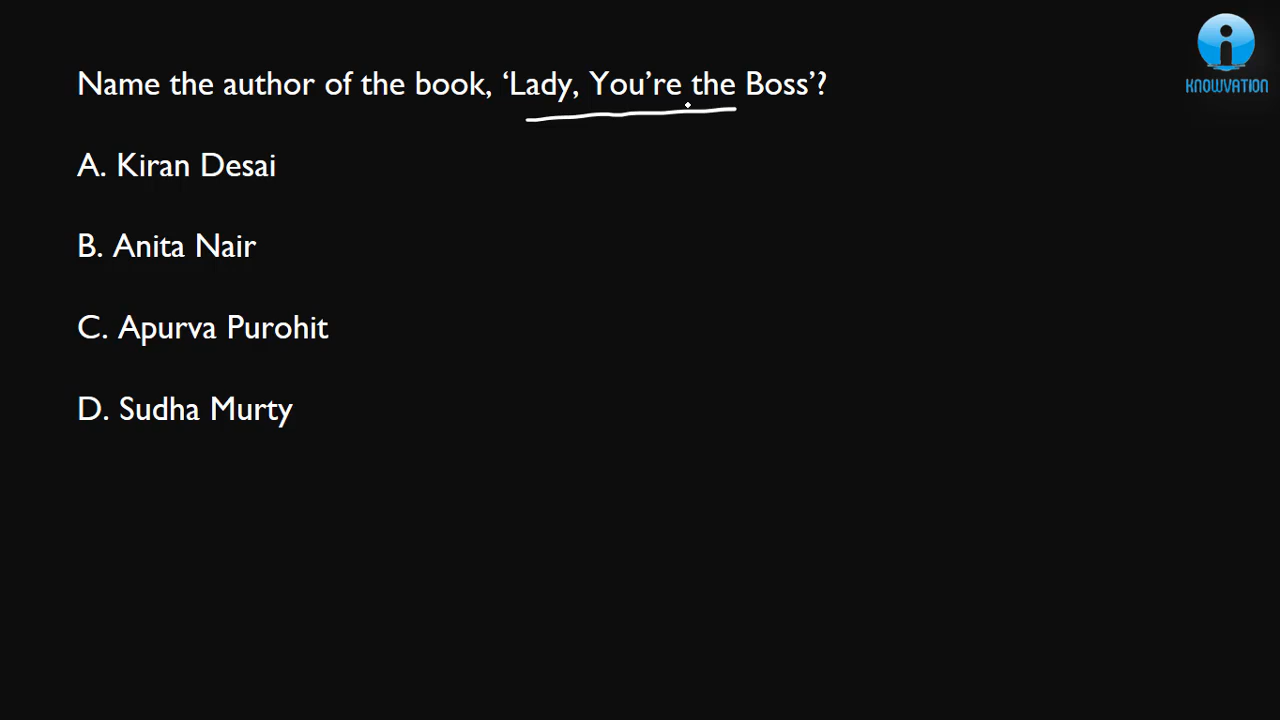 KNOWVATION
Name the author of the book, ‘Lady, You’re the Boss’?
A. Kiran Desai
B. Anita Nair
C. Apurva Purohit
D. Sudha Murty